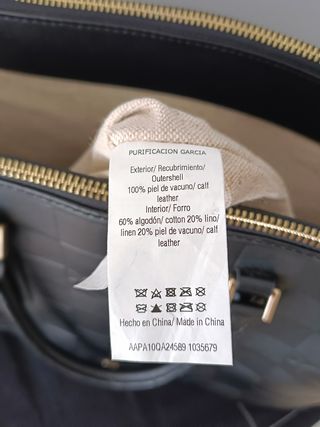 PURIFICACION GARCIA
Exterior/ Recubrimiento/
Outershell
100% piel de vacuno/ calf
leather
Interior/ Forro
60% algodón/ cotton 20% lino/
linen 20% piel de vacuno/ calf
leather
Hecho en China/ Made in China
AAPA10QA24589 1035679